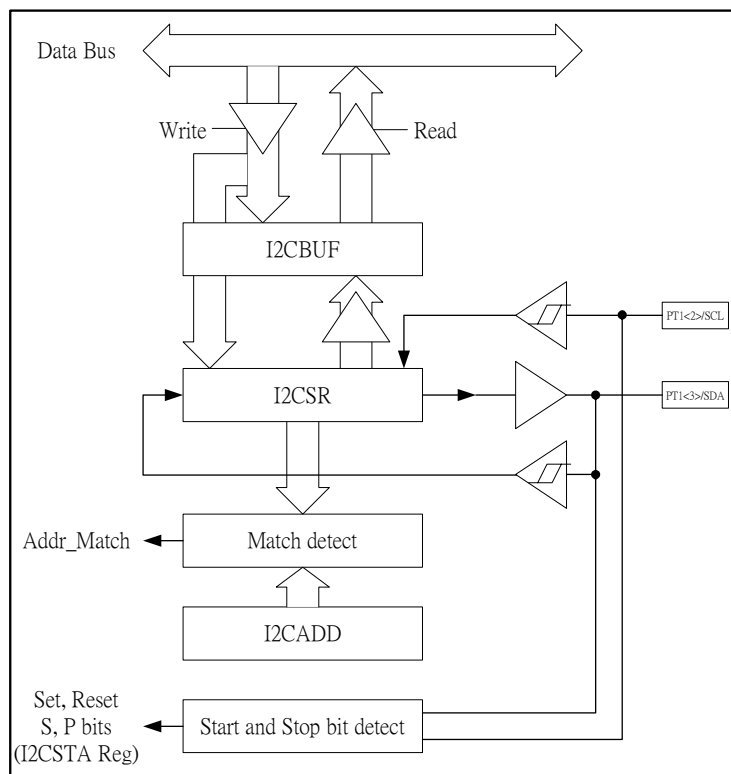 Data Bus
Write
Read
I2CBUF
PT1<2>/SCL
I2CSR
PT1<3>/SDA
Addr_Match
Match detect
I2CADD
Set, Reset
S, P bits
(I2CSTA Reg)
Start and Stop bit detect